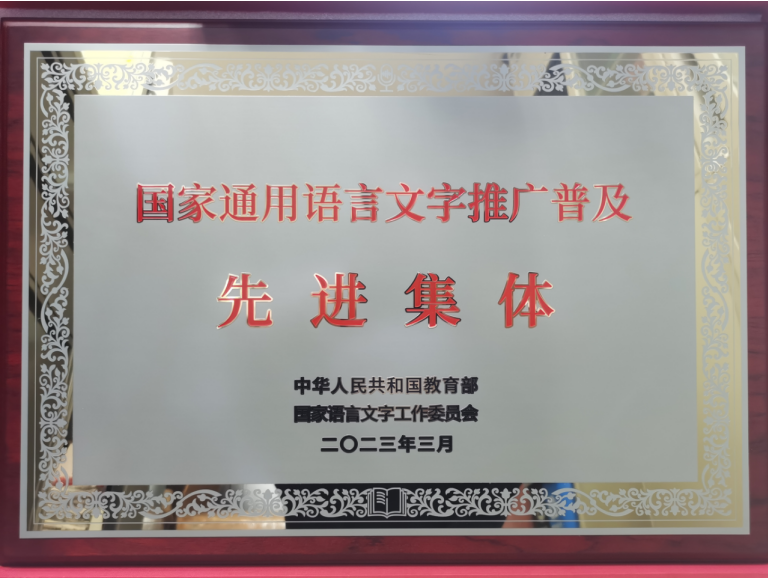 国家通用语言文字推广普及
先进集体
中华人民共和国教育部
国家语言文字工作委员会
二〇二三年三月